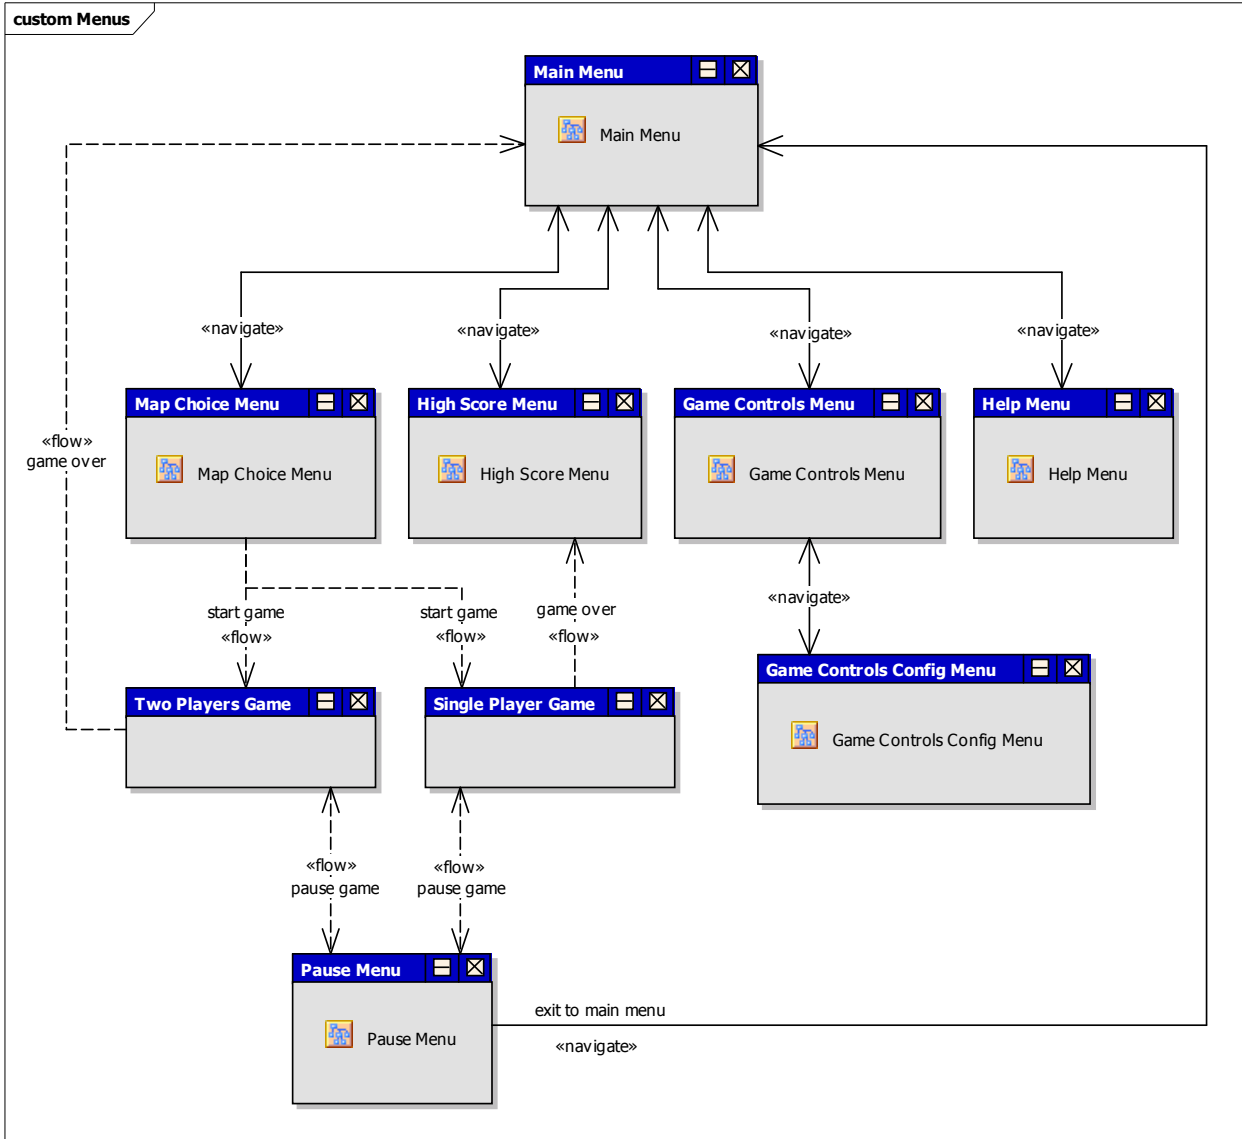 custom Menus
Main Menu
Main Menu
«navigate»
«navigate»
«navigate»
«navigate»
Map Choice Menu
High Score Menu
Game Controls Menu
Help Menu
«flow»
game over
Map Choice Menu
High Score Menu
Game Controls Menu
Help Menu
start game
«flow»
start game
«flow»
game over
«flow»
«navigate»
Two Players Game
Single Player Game
Game Controls Config Menu
Game Controls Config Menu
«flow»
pause game
«flow»
pause game
Pause Menu
Pause Menu
exit to main menu
«navigate»